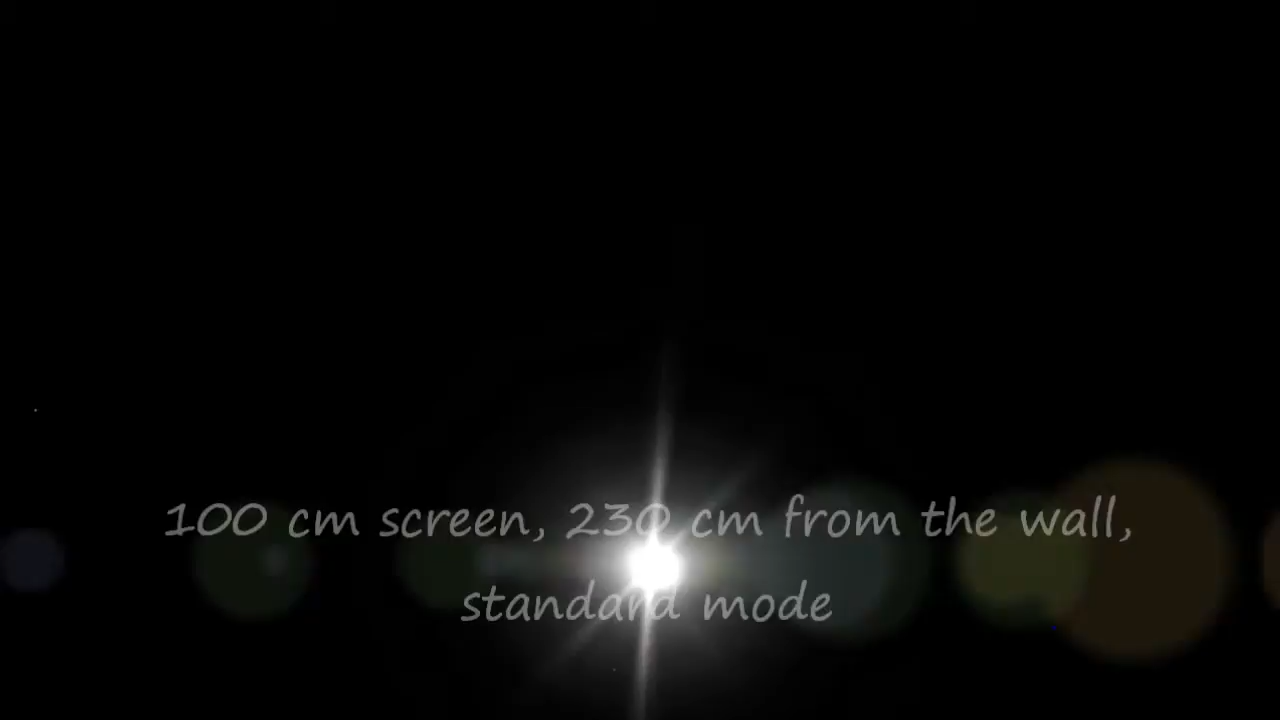 100 cm screen, 230 cm from the wall,
standard mode